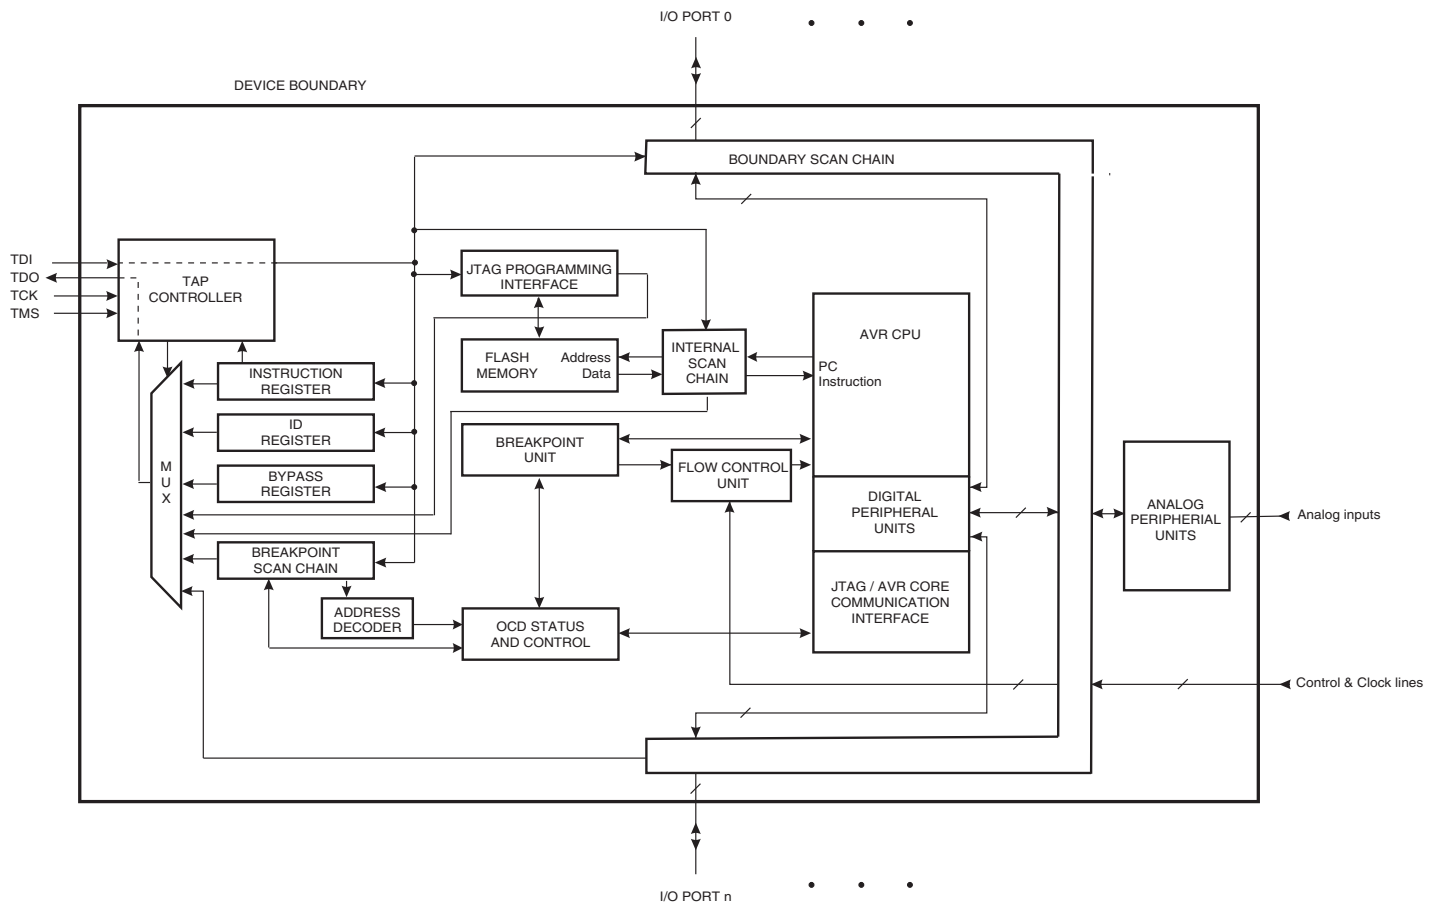 I/O PORT 0
DEVICE BOUNDARY
BOUNDARY SCAN CHAIN
TDI
TDO
TCK
TMS
TAP
CONTROLLER
JTAG PROGRAMMING
INTERFACE
FLASH
MEMORY
Address
Data
INTERNAL
SCAN
CHAIN
AVR CPU
PC
Instruction
INSTRUCTION
REGISTER
ID
REGISTER
M
U
X
BYPASS
REGISTER
BREAKPOINT
UNIT
FLOW CONTROL
UNIT
DIGITAL
PERIPHERAL
UNITS
ANALOG
PERIPHERIAL
UNITS
Analog inputs
BREAKPOINT
SCAN CHAIN
ADDRESS
DECODER
OCD STATUS
AND CONTROL
JTAG / AVR CORE
COMMUNICATION
INTERFACE
Control & Clock lines
I/O PORT n